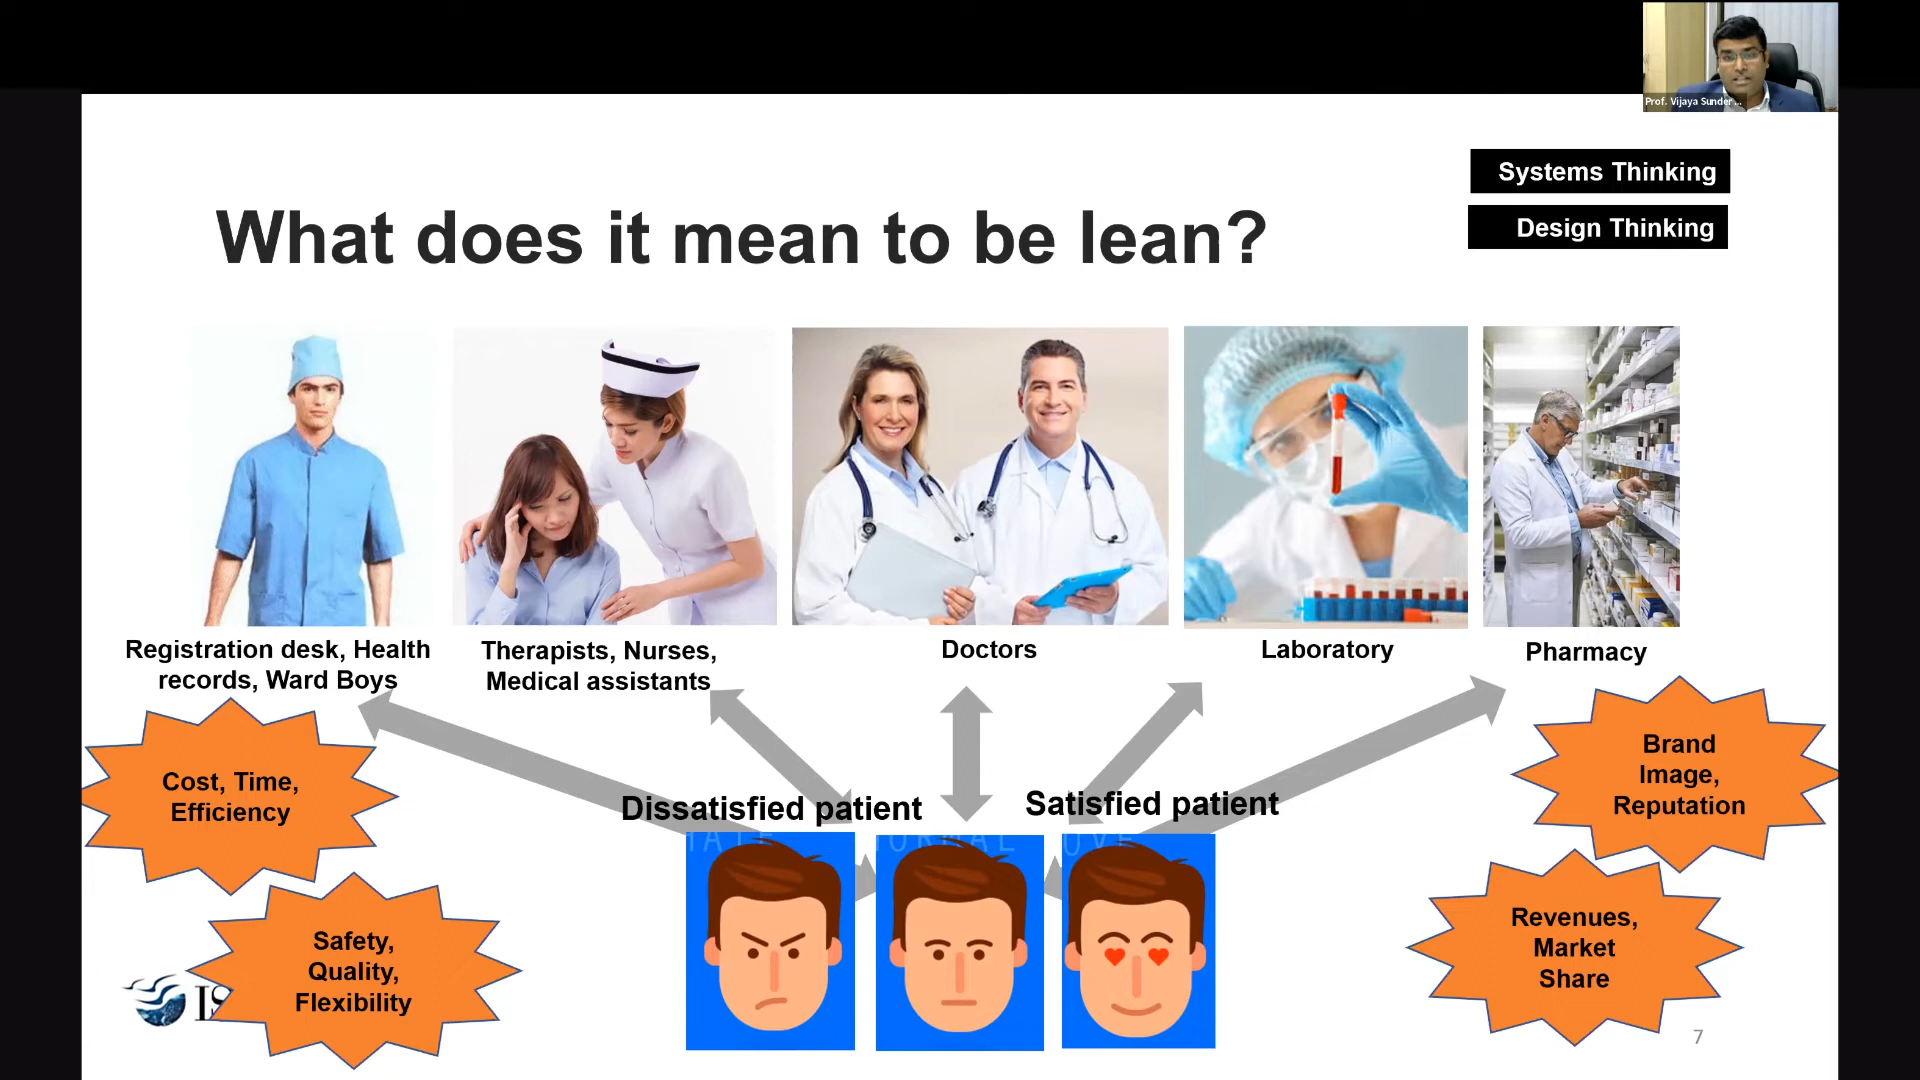 Prof. Vijaya Sunder ...
Systems Thinking
Design Thinking
What does it mean to be lean?
Registration desk, Health
records, Ward Boys
Therapists, Nurses,
Medical assistants
Doctors
Laboratory
Pharmacy
Cost, Time,
Efficiency
Safety,
Quality,
Flexibility
Dissatisfied patient
Satisfied patient
Brand
Image,
Reputation
Revenues,
Market
Share
7